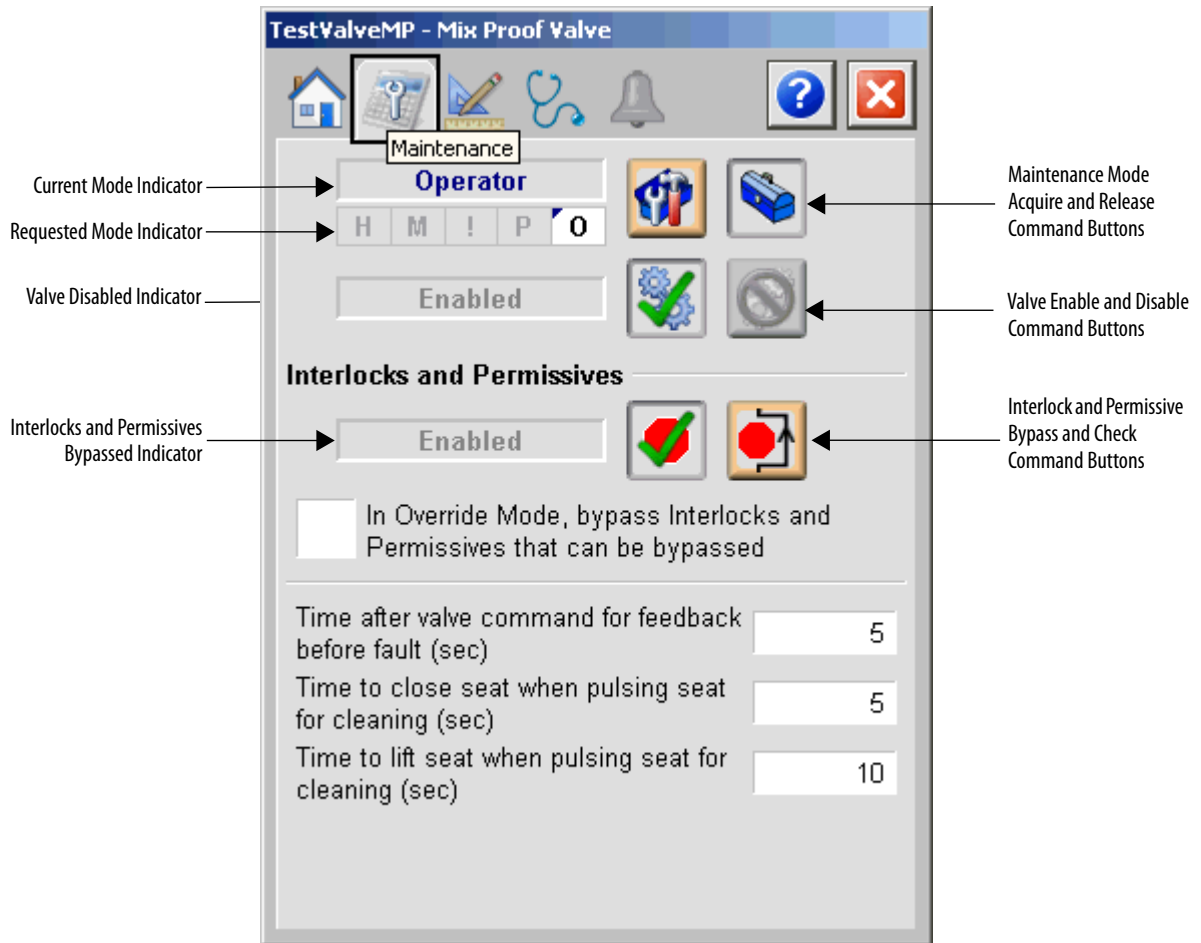 TestValveMP - Mix Proof Valve
Maintenance
Current Mode Indicator
Operator
Maintenance Mode
Acquire and Release
Command Buttons
Requested Mode Indicator
H M ! P O
Valve Disabled Indicator
Enabled
Valve Enable and Disable
Command Buttons
Interlocks and Permissives
Interlocks and Permissives
Bypassed Indicator
Enabled
Interlock and Permissive
Bypass and Check
Command Buttons
In Override Mode, bypass Interlocks and
Permissives that can be bypassed
Time after valve command for feedback
before fault (sec)
5
Time to close seat when pulsing seat
for cleaning (sec)
5
Time to lift seat when pulsing seat for
cleaning (sec)
10